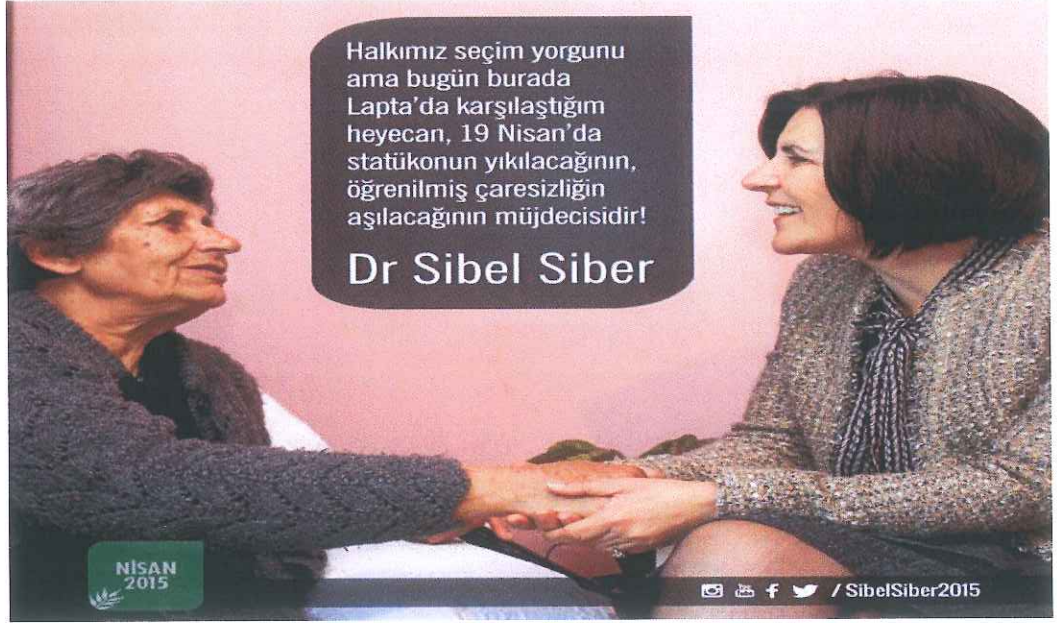 Halkımız seçim yorgunu
ama bugün burada
Lapta'da karşılaştığım
heyecan, 19 Nisan'da
statükonun yıkılacağının,
öğrenilmiş çaresizliğin
aşılacağının müjdecisidir!
Dr Sibel Siber
NİSAN
2015
/ SibelSiber2015